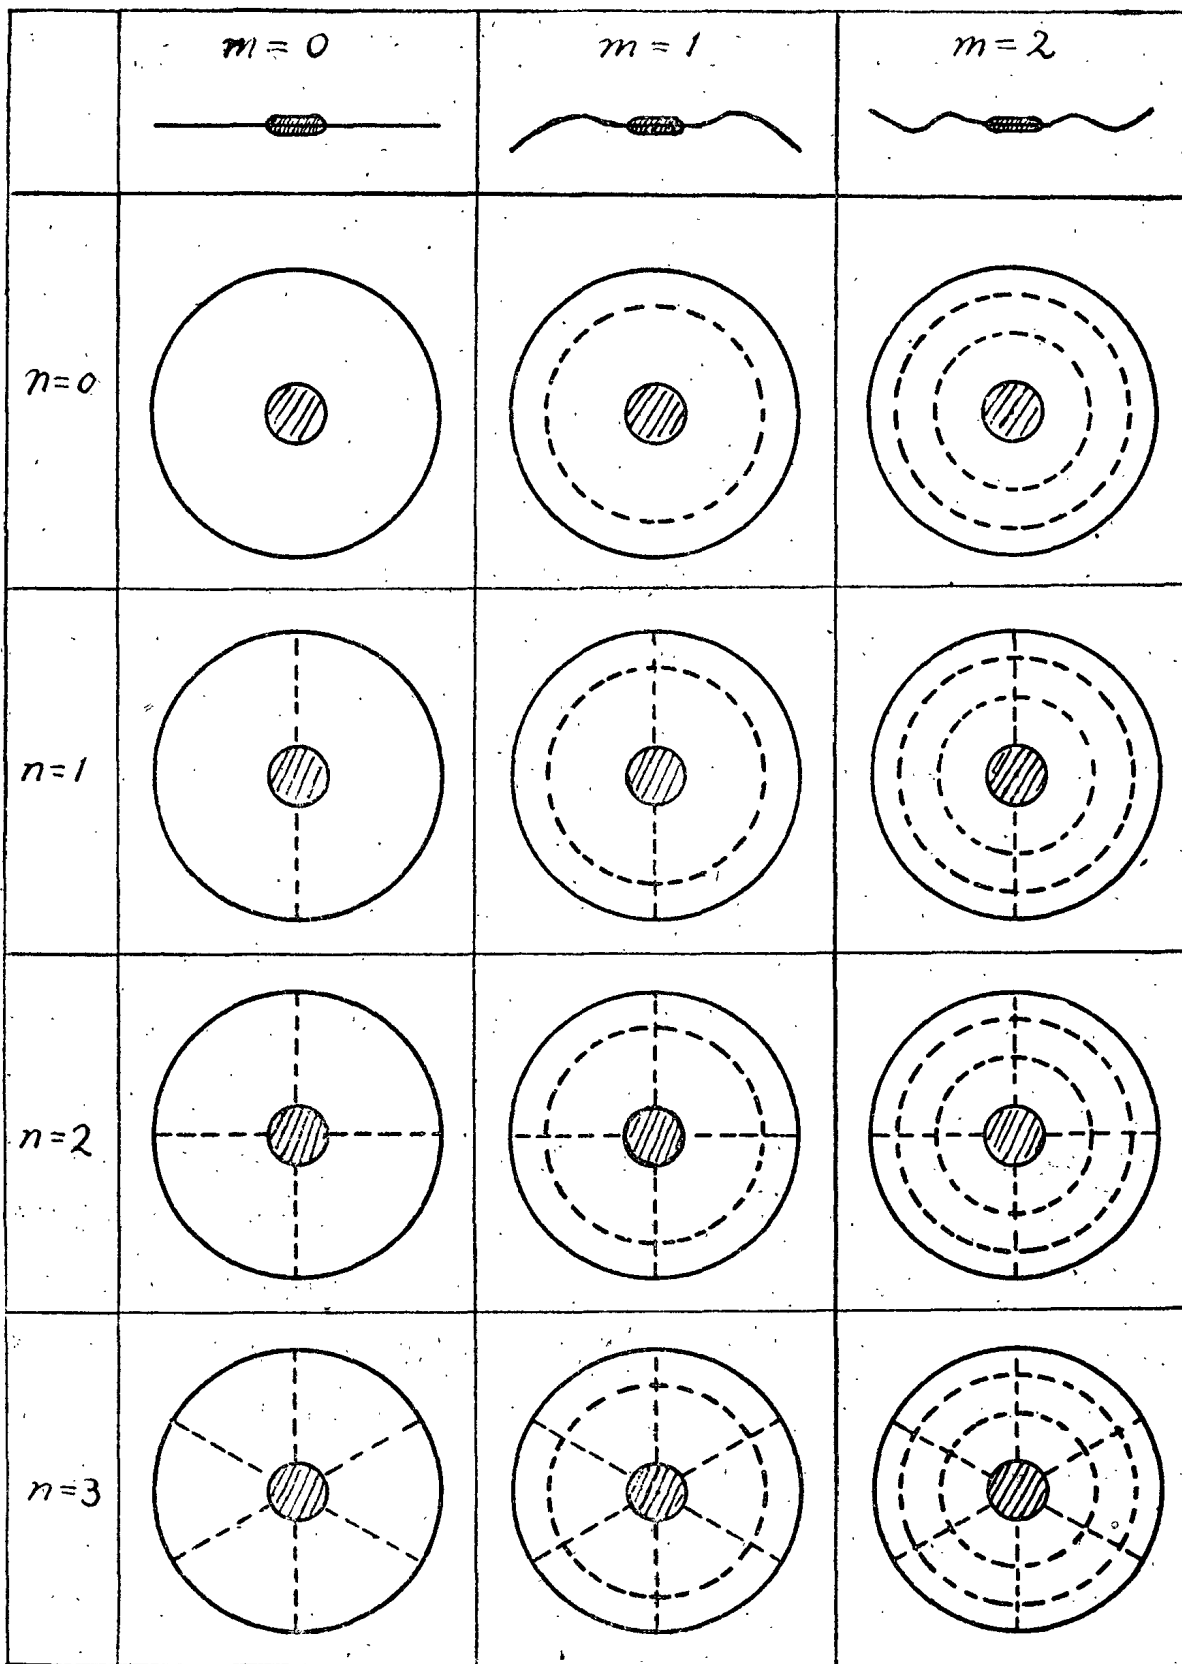 m = 0
m = 1
m = 2
n=0
n=1
n=2
n=3